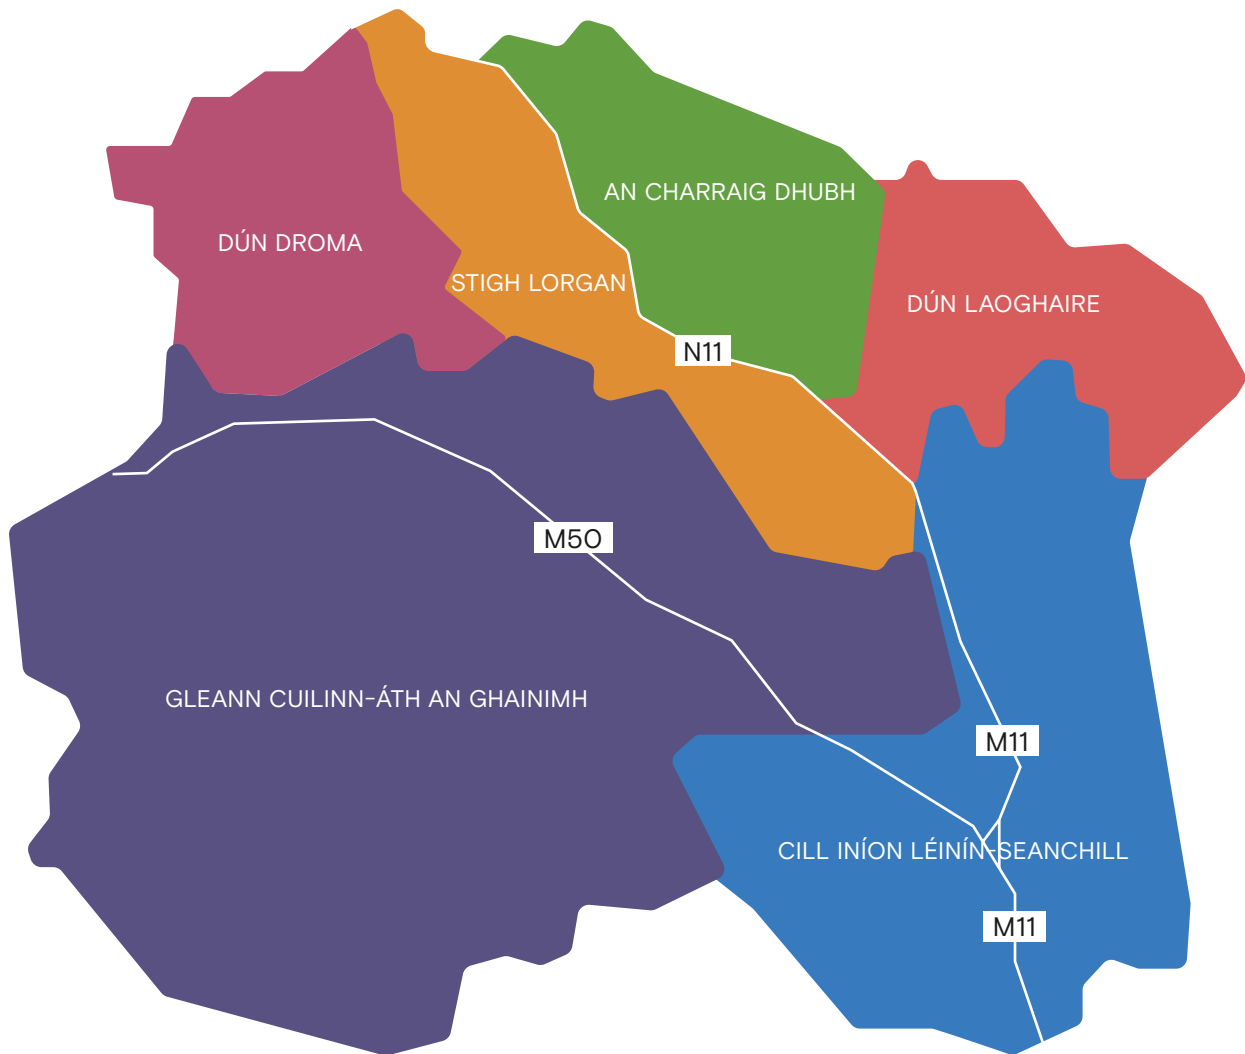 AN CHARRAIG DHUBH
DÚN DROMA
STIGH LORGAN
DÚN LAOGHAIRE
N11
M50
GLEANN CUILINN-ÁTH AN GHAINIMH
M11
CILL INÍON LÉINÍN-SEANCHILL
M11